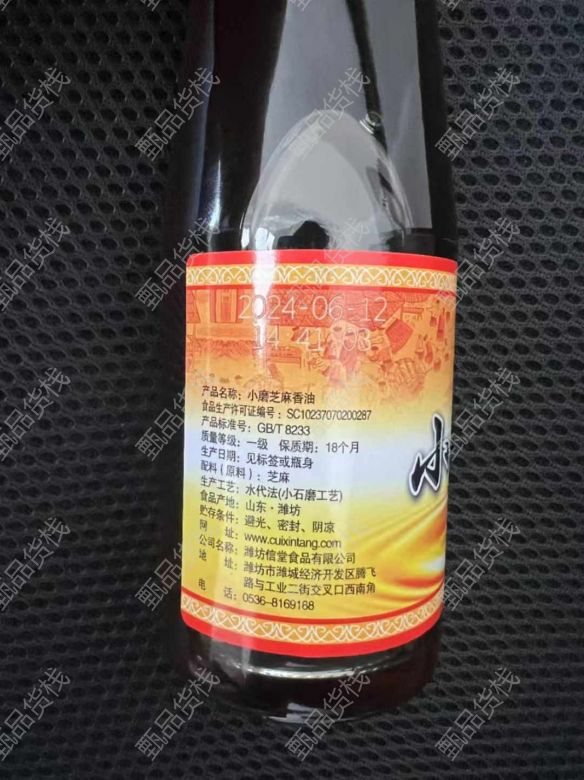 2024-06-12
14 41 03
产品名称：小磨芝麻香油
食品生产许可证编号：SC10237070200287
产品标准号：GB/T 8233
质量等级：一级 保质期：18个月
生产日期：见标签或瓶身
配料（原料）：芝麻
生产工艺：水代法(小石磨工艺)
食品产地：山东·潍坊
贮存条件：避光、密封、阴凉
网 址：www.cuixintang.com
公司名称：潍坊信堂食品有限公司
地 址：潍坊市潍城经济开发区腾飞
路与工业二街交叉口西南角
电 话：0536-8169188
小
甄品货栈